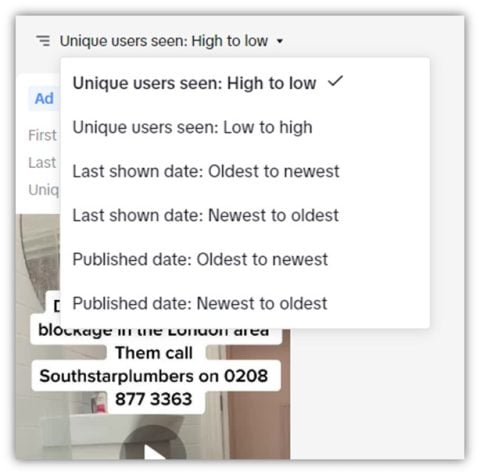 Unique users seen: High to low
Unique users seen: High to low
Ad
Unique users seen: Low to high
First
Last shown date: Oldest to newest
Last
Uniq
Last shown date: Newest to oldest
Published date: Oldest to newest
Published date: Newest to oldest
blockage in the London area
Them call
Southstarplumbers on 0208
877 3363